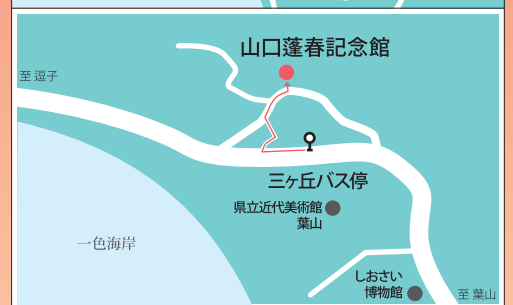 山口蓬春記念館
至 逗子
三ヶ丘バス停
県立近代美術館
葉山
一色海岸
しおさい
博物館
至 葉山